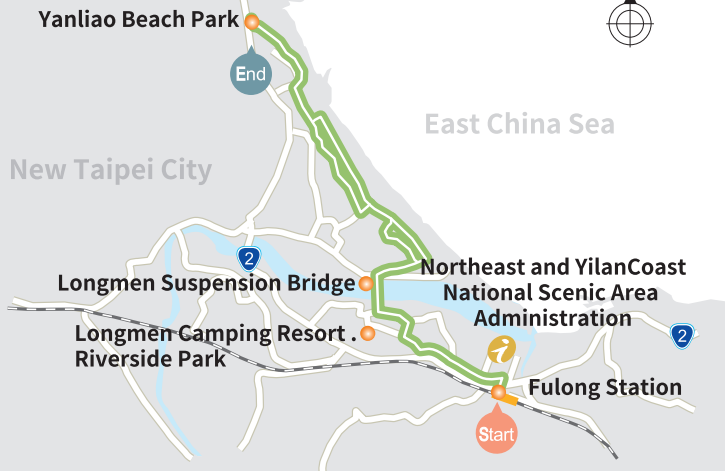 Yanliao Beach Park
End
East China Sea
New Taipei City
2
Northeast and YilanCoast
National Scenic Area
Administration
Longmen Suspension Bridge
Longmen Camping Resort .
Riverside Park
2
i
Fulong Station
Start